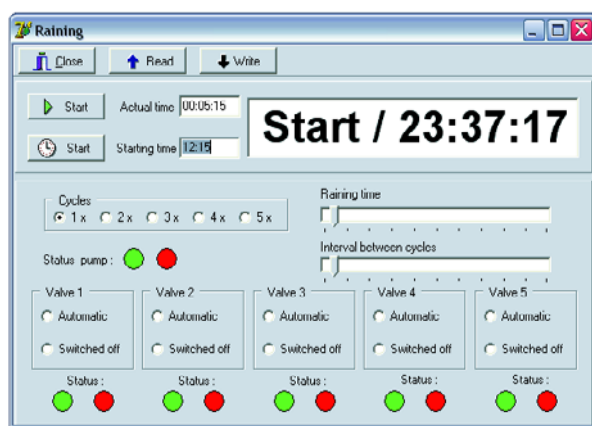 Raining
Close Read Write
Start Actual time 00:05:15
Start / 23:37:17
Start Starting time 12:15
Cycles
1 x 2 x 3 x 4 x 5 x
Raining time
Status pump :
Interval between cycles
Valve 1 Valve 2 Valve 3 Valve 4 Valve 5
Automatic Automatic Automatic Automatic Automatic
Switched off Switched off Switched off Switched off Switched off
Status : Status : Status : Status : Status :